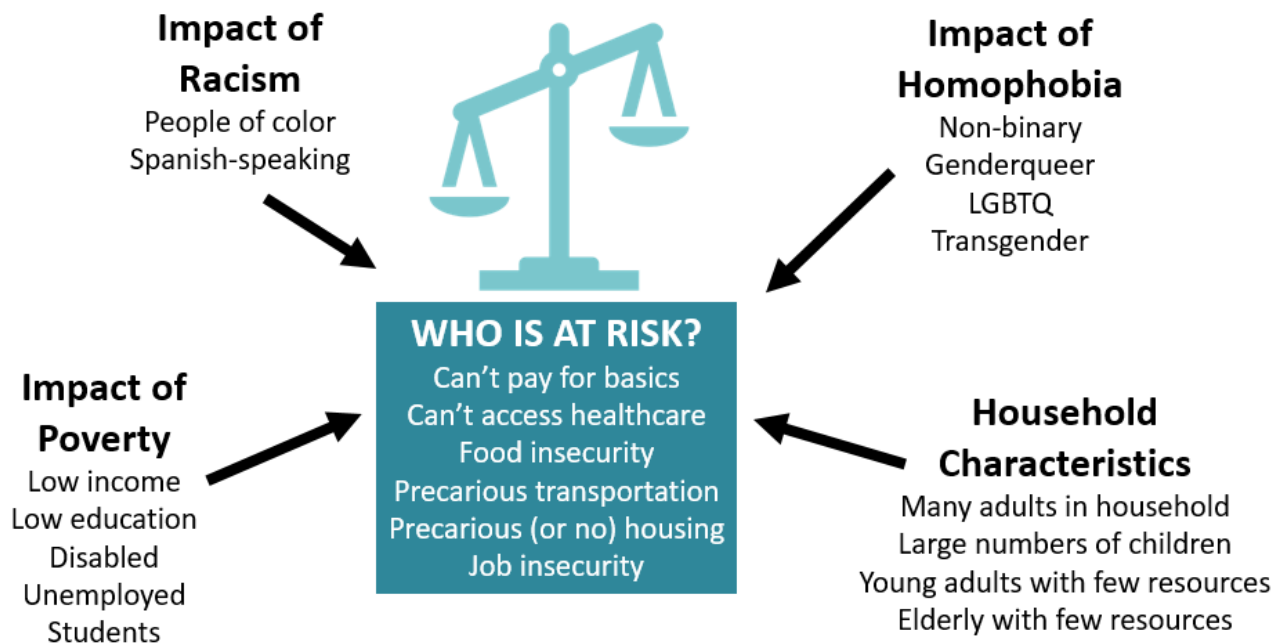 Impact of
Racism
People of color
Spanish-speaking
Impact of
Homophobia
Non-binary
Genderqueer
LGBTQ
Transgender
WHO IS AT RISK?
Can't pay for basics
Can't access healthcare
Food insecurity
Precarious transportation
Precarious (or no) housing
Job insecurity
Impact of
Poverty
Low income
Low education
Disabled
Unemployed
Students
Household
Characteristics
Many adults in household
Large numbers of children
Young adults with few resources
Elderly with few resources